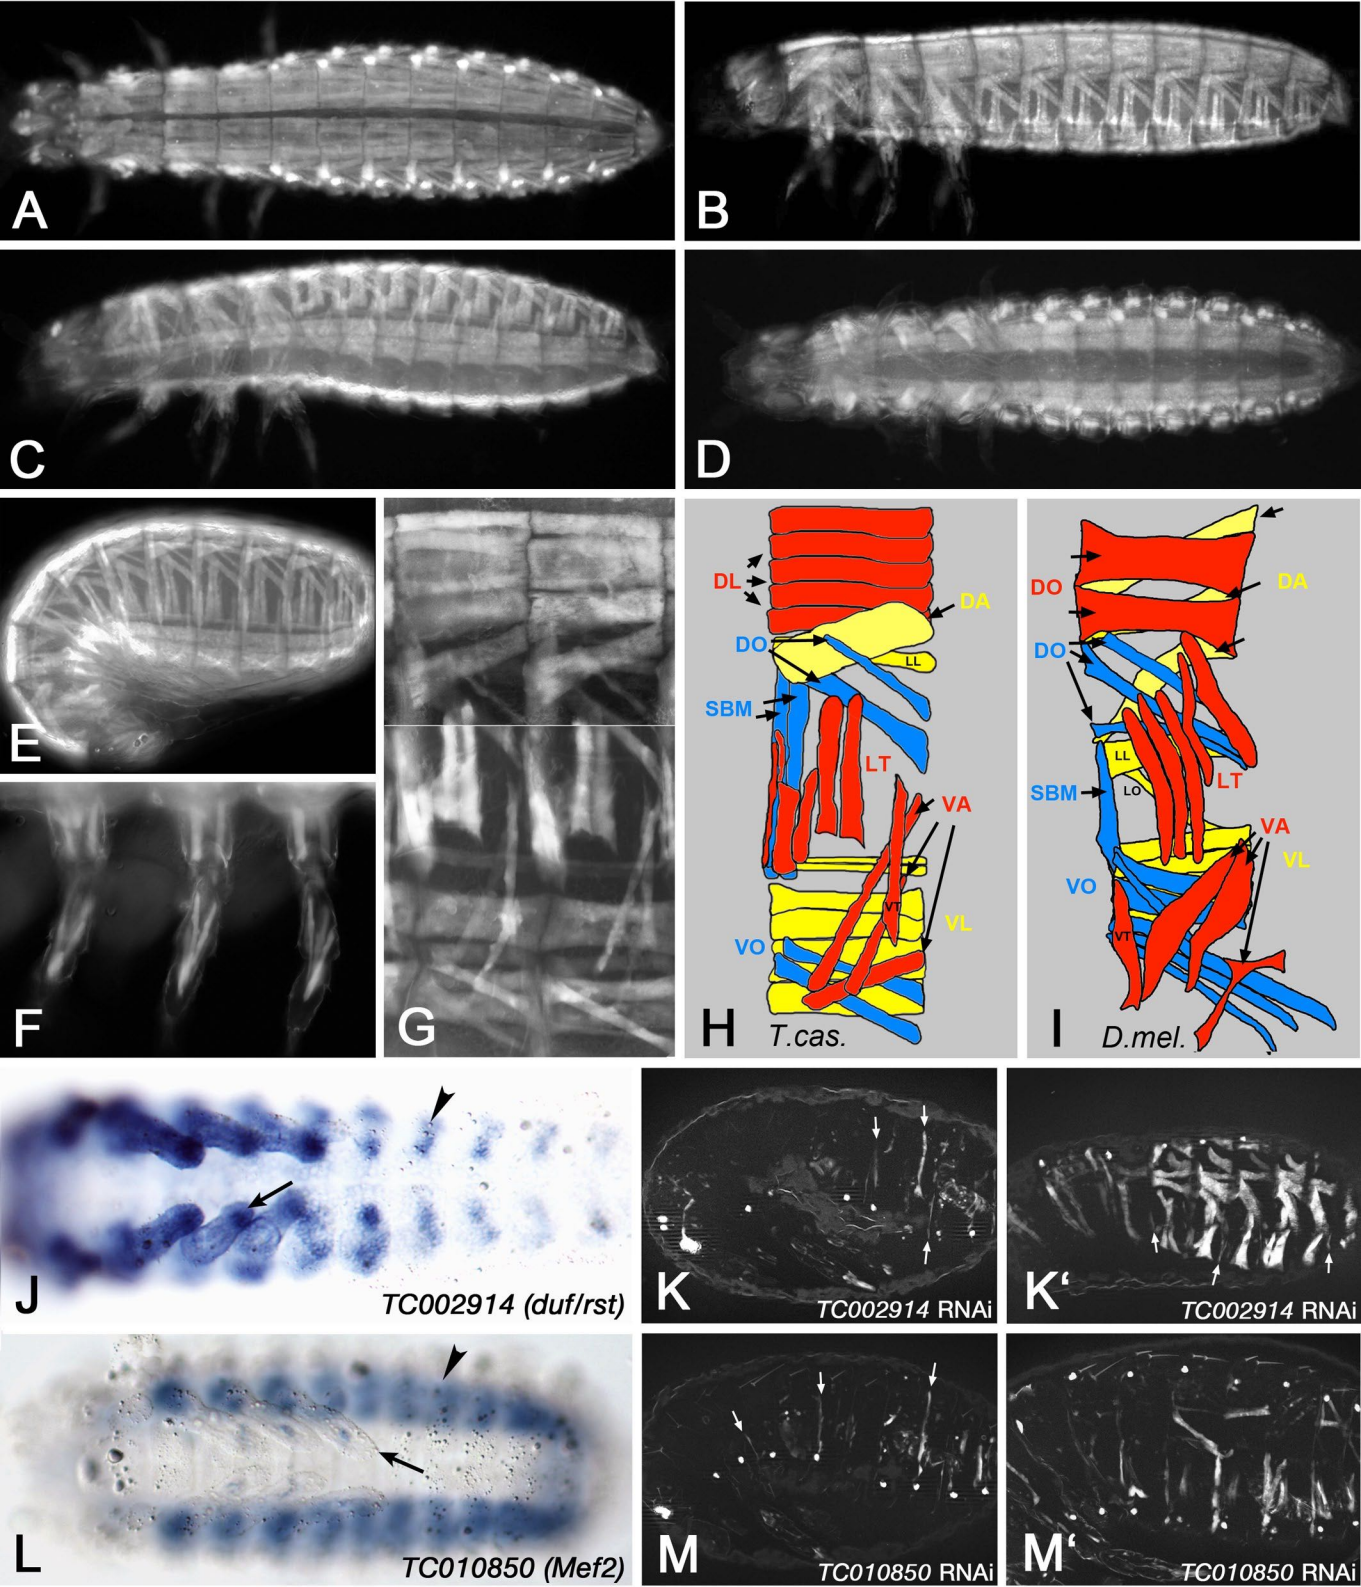 A
B
C
D
E
F
G
DL
DA
DO
LL
SBM
LT
VA
VT
VL
VO
H
T.cas.
DO
DA
DO
LL
LT
SBM
LO
VA
VL
VO
VT
I
D.mel.
J
TC002914 (duf/rst)
K
TC002914 RNAi
K‘
TC002914 RNAi
L
TC010850 (Mef2)
M
TC010850 RNAi
M‘
TC010850 RNAi